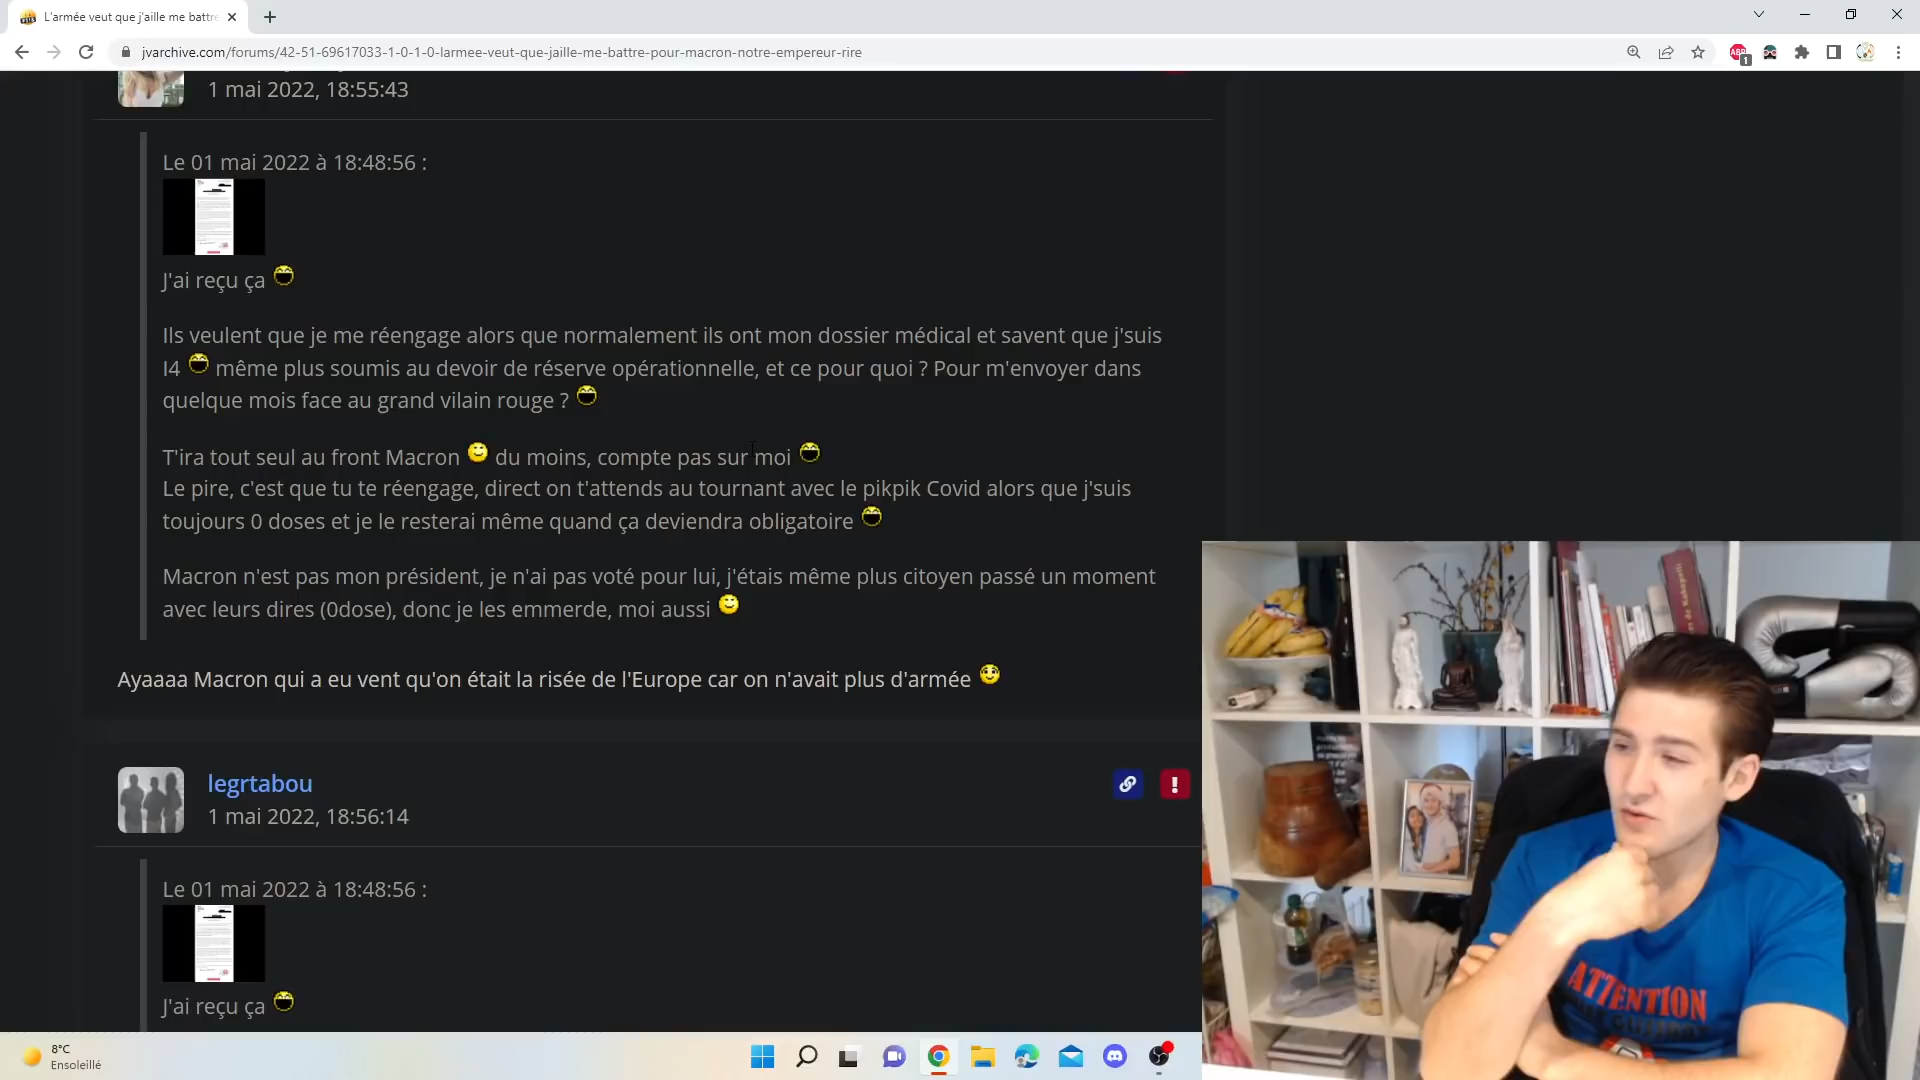 L'armée veut que j'aille me battre
jvarchive.com/forums/42-51-69617033-1-0-1-0-larmee-veut-que-jaille-me-battre-pour-macron-notre-empereur-rire
ABP
1
1 mai 2022, 18:55:43
Le 01 mai 2022 à 18:48:56 :
J'ai reçu ça
Ils veulent que je me réengage alors que normalement ils ont mon dossier médical et savent que j'suis
I4 même plus soumis au devoir de réserve opérationnelle, et ce pour quoi ? Pour m'envoyer dans
quelque mois face au grand vilain rouge ?
T'ira tout seul au front Macron du moins, compte pas sur moi
Le pire, c'est que tu te réengage, direct on t'attends au tournant avec le pikpik Covid alors que j'suis
toujours 0 doses et je le resterai même quand ça deviendra obligatoire
Macron n'est pas mon président, je n'ai pas voté pour lui, j'étais même plus citoyen passé un moment
avec leurs dires (0dose), donc je les emmerde, moi aussi
Ayaaaa Macron qui a eu vent qu'on était la risée de l'Europe car on n'avait plus d'armée
legrtabou
1 mai 2022, 18:56:14
Le 01 mai 2022 à 18:48:56 :
J'ai reçu ça
ATTENTION
8°C
Ensoleillé